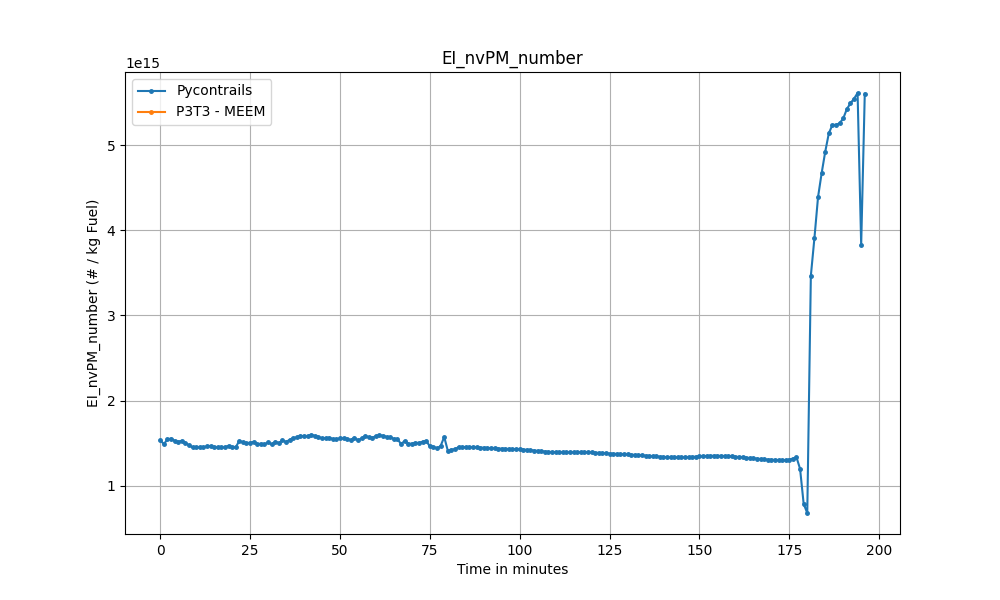 EI_nvPM_number
1e15
Pycontrails
P3T3 - MEEM
5
4
3
2
1
EI_nvPM_number (# / kg Fuel)
0 25 50 75 100 125 150 175 200
Time in minutes